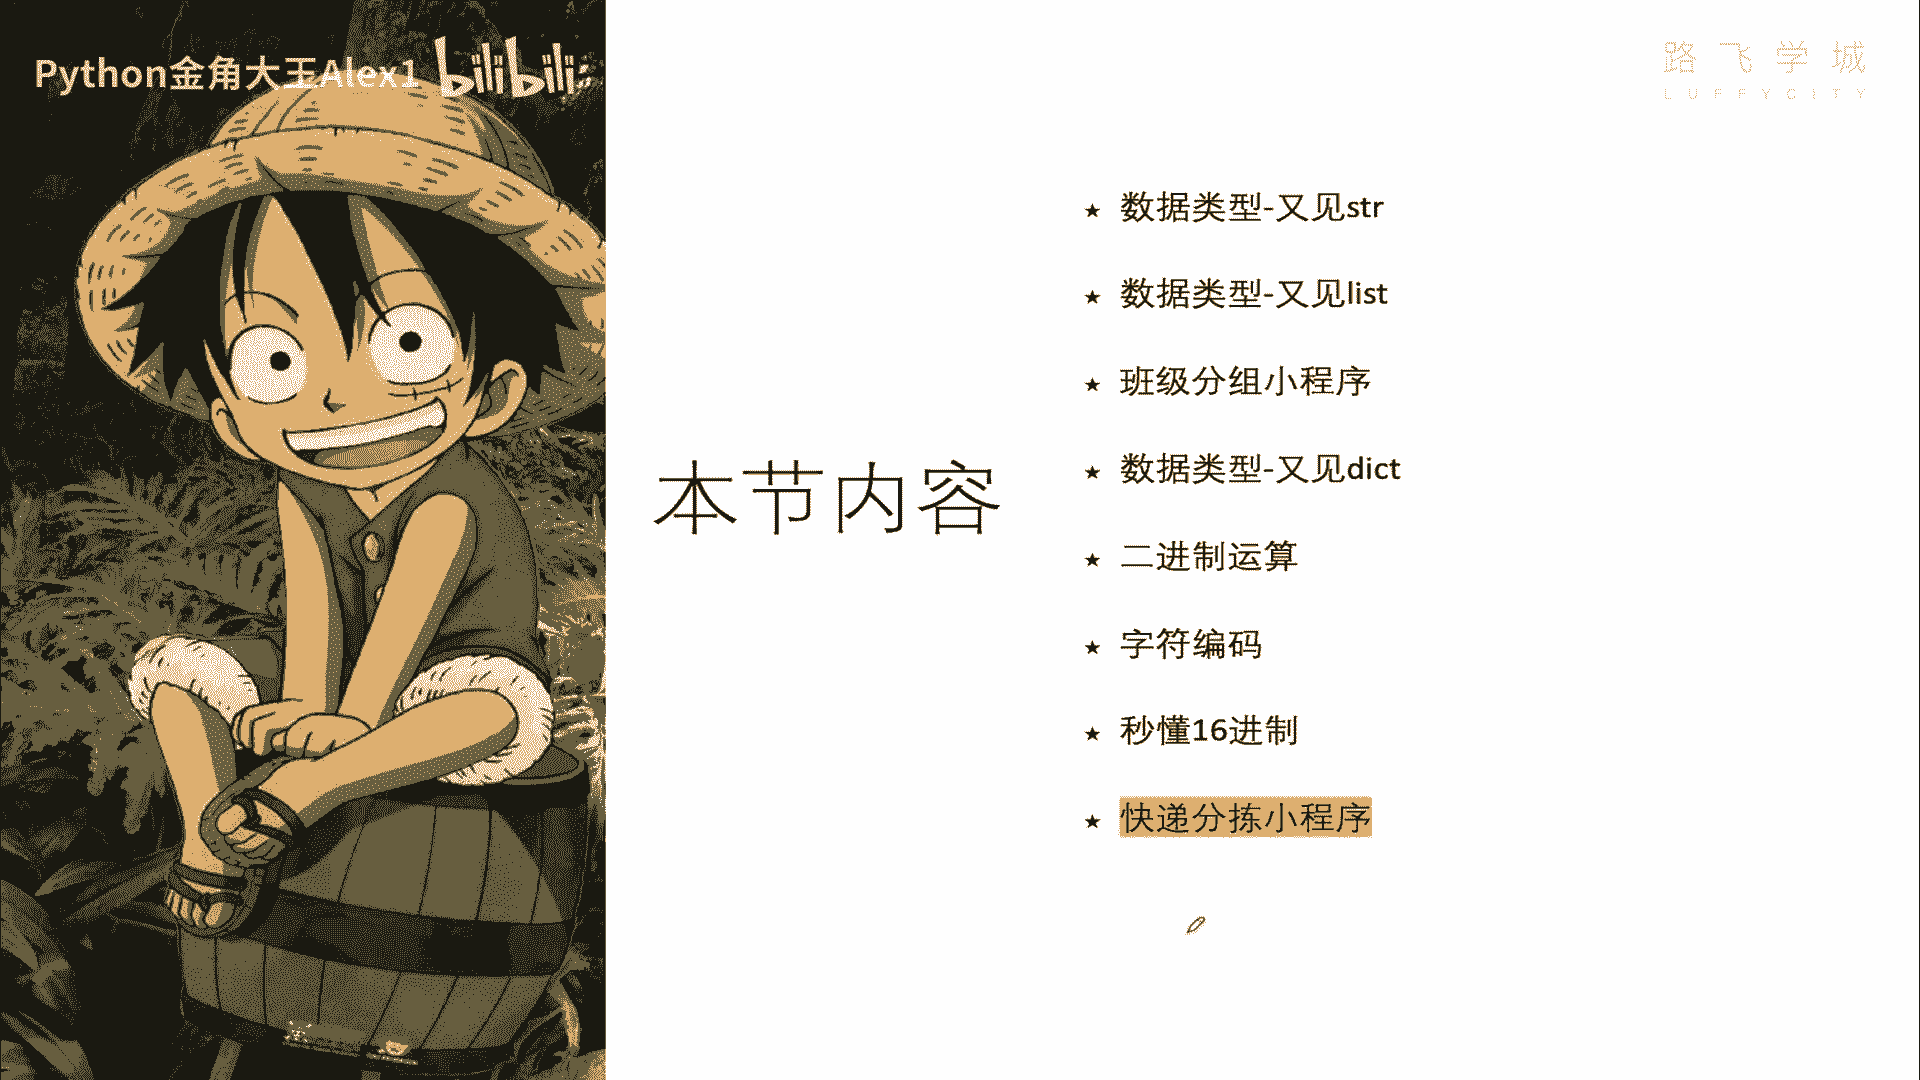 Python金角大王Alex1 bilibili
路飞学城
LUFFYCITY
本节内容
★ 数据类型-又见str
★ 数据类型-又见list
★ 班级分组小程序
★ 数据类型-又见dict
★ 二进制运算
★ 字符编码
★ 秒懂16进制
★ 快递分拣小程序